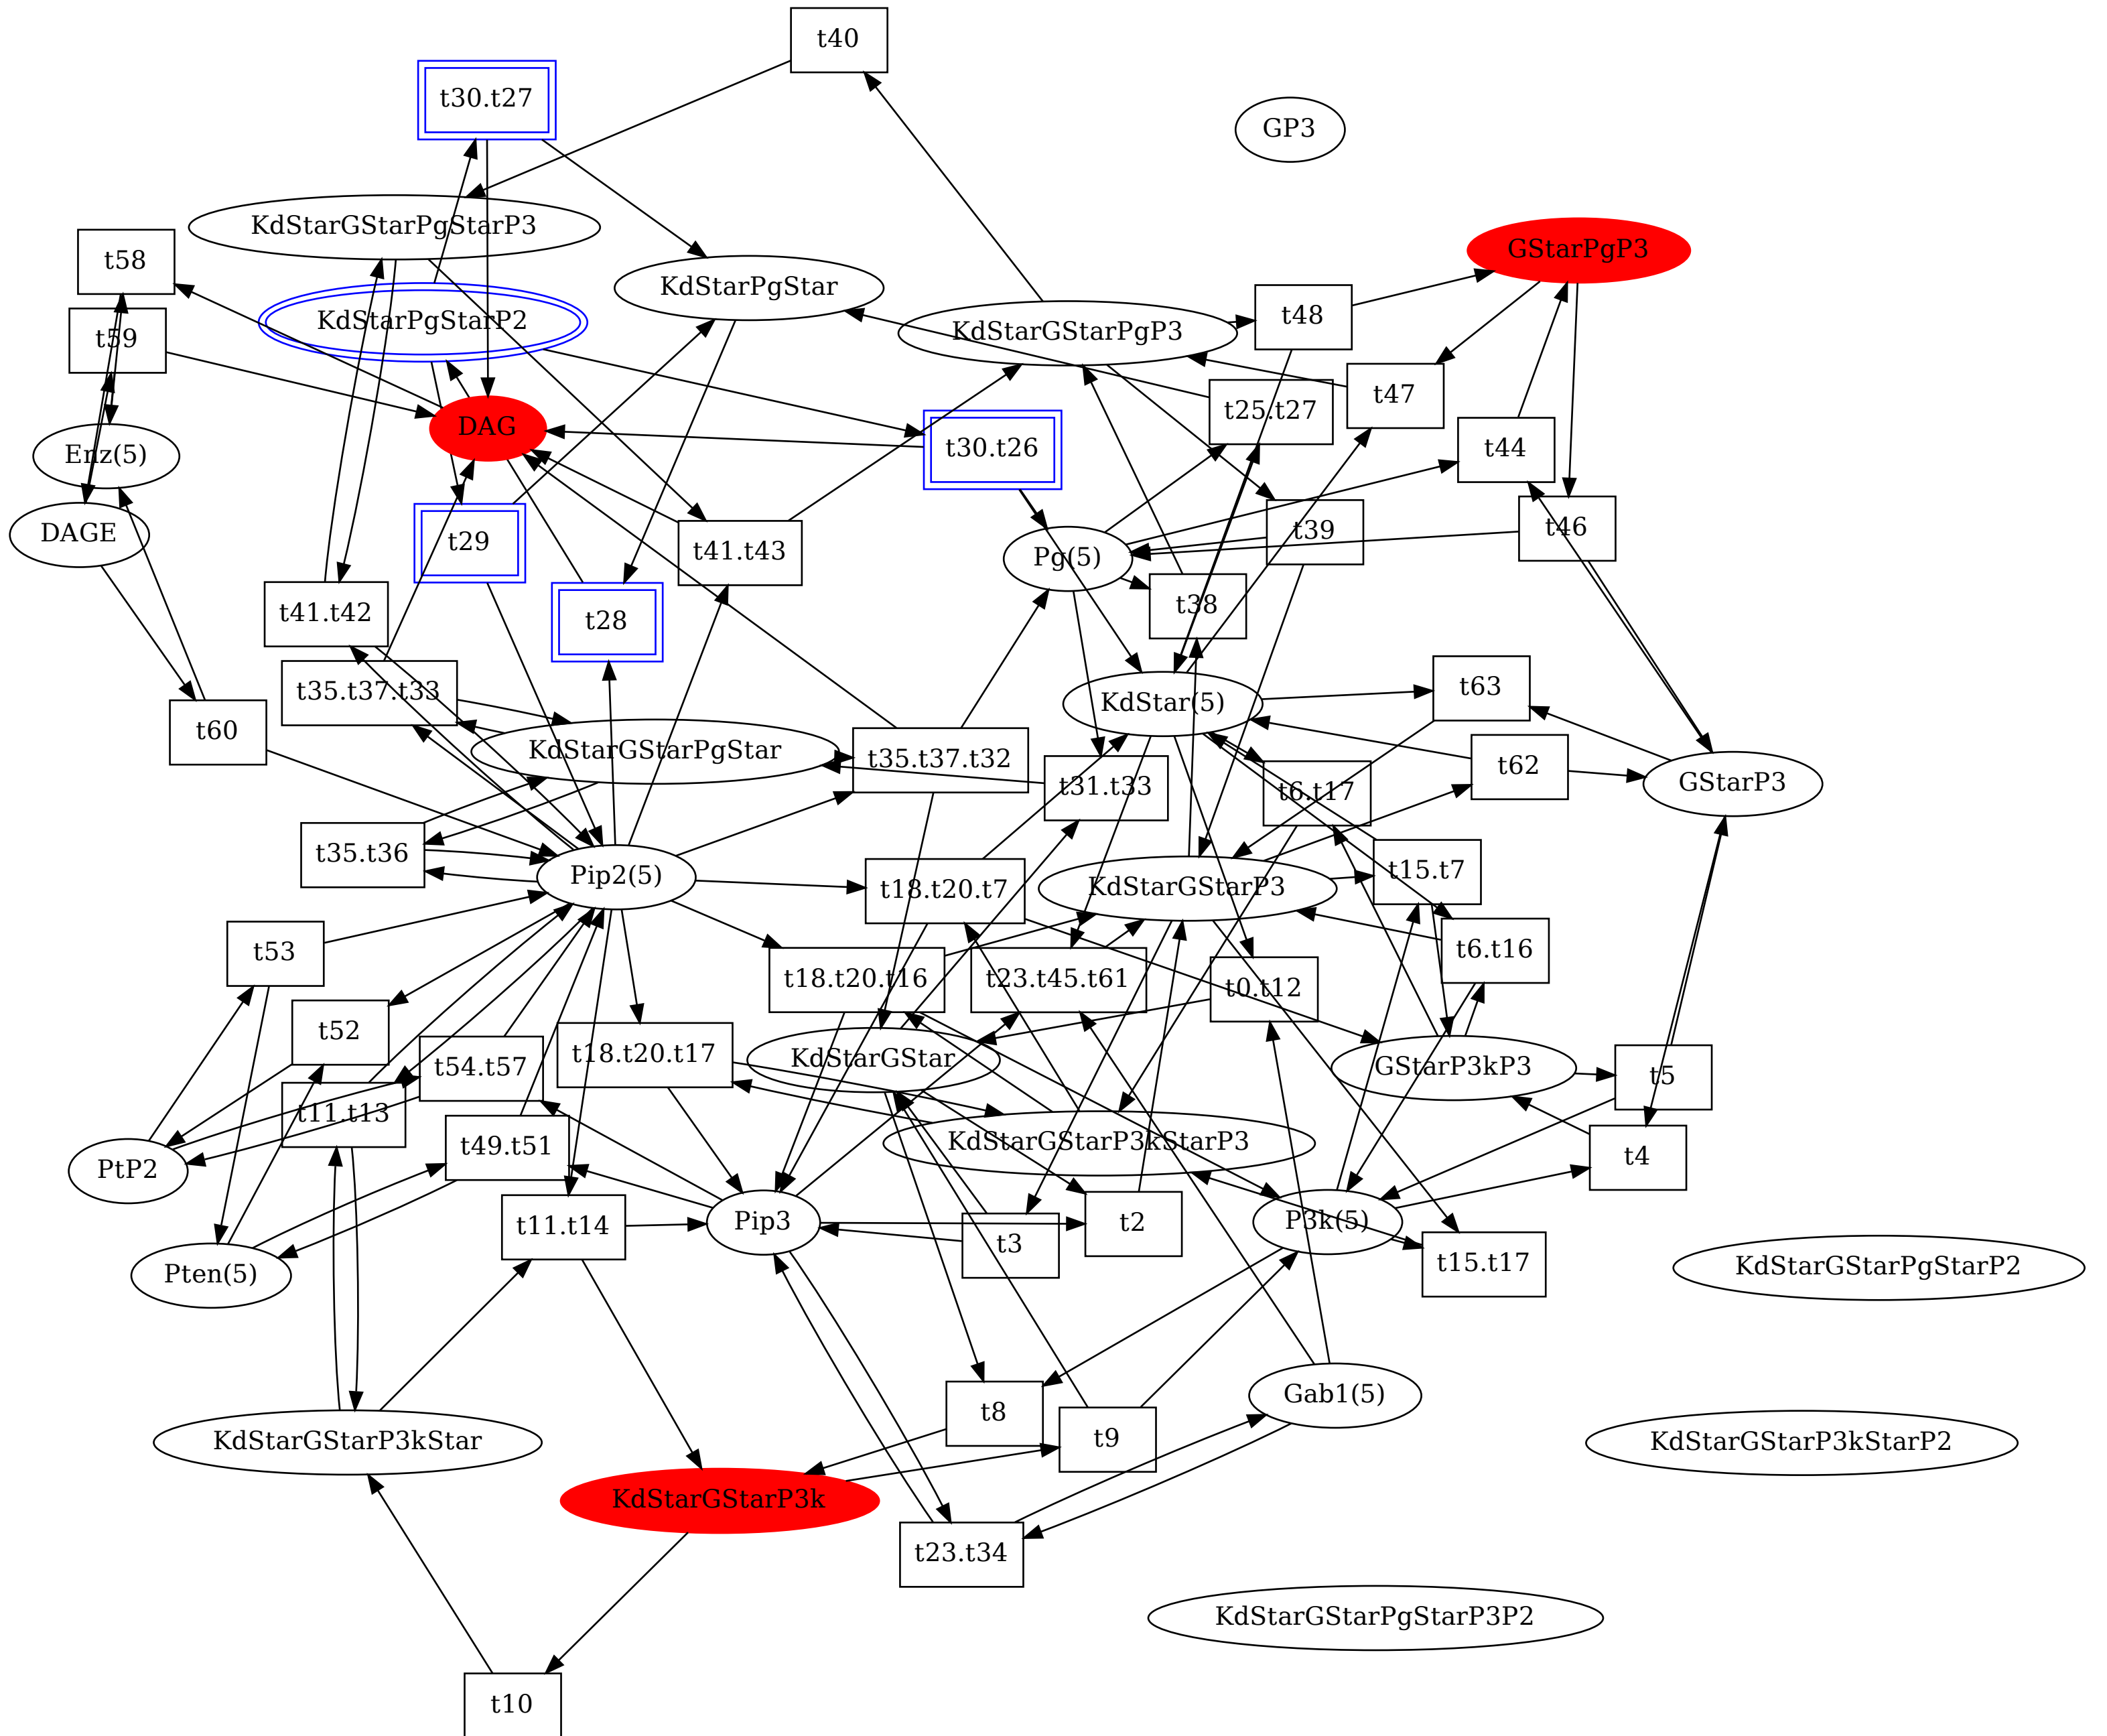 t40
t30.t27
GP3
KdStarGStarPgStarP3
GStarPgP3
t58
KdStarPgStar
KdStarPgStarP2
KdStarGStarPgP3
t48
t59
t47
t25.t27
DAG
Enz(5)
t30.t26
t44
DAGE
t29
t41.t43
t39
t46
Pg(5)
t41.t42
t28
t38
t35.t37.t33
KdStar(5)
t63
t60
KdStarGStarPgStar
t35.t37.t32
t31.t33
t6.t17
t62
GStarP3
t35.t36
Pip2(5)
t18.t20.t7
KdStarGStarP3
t15.t7
t53
t18.t20.t16
t23.t45.t61
t0.t12
t6.t16
t52
t54.t57
t18.t20.t17
KdStarGStar
GStarP3kP3
t5
t11.t13
PtP2
t49.t51
KdStarGStarP3kStarP3
t4
Pten(5)
t11.t14
Pip3
t3
t2
P3k(5)
t15.t17
KdStarGStarPgStarP2
t8
t9
Gab1(5)
KdStarGStarP3kStar
KdStarGStarP3kStarP2
KdStarGStarP3k
t23.t34
KdStarGStarPgStarP3P2
t10